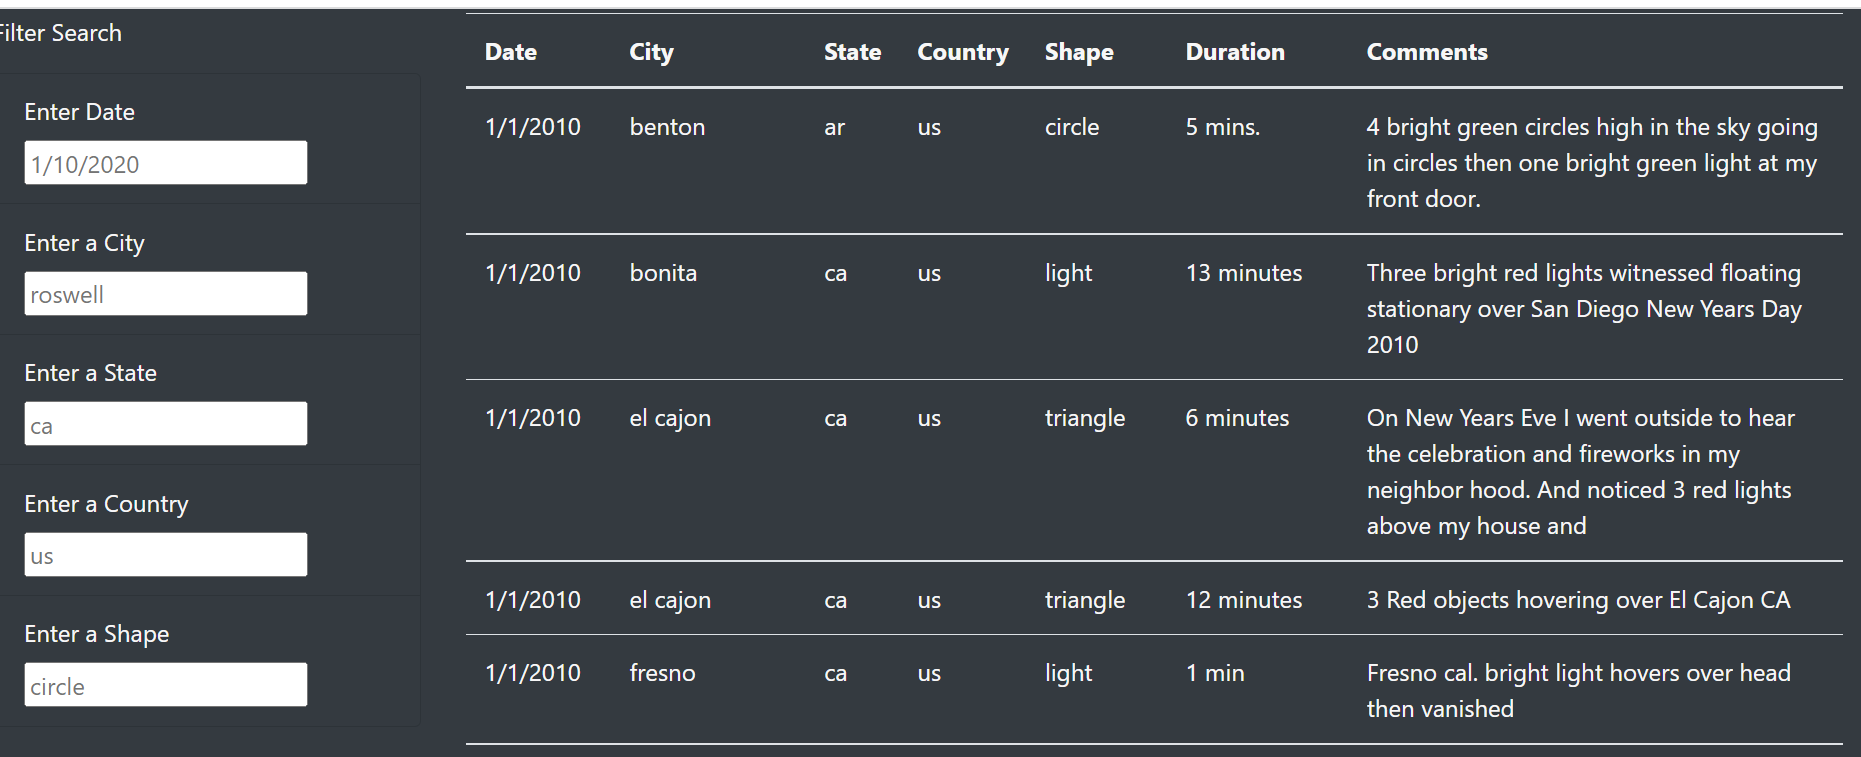 Filter Search
Enter Date
1/10/2020
Enter a City
roswell
Enter a State
ca
Enter a Country
us
Enter a Shape
circle
Date City State Country Shape Duration Comments
1/1/2010 benton ar us circle 5 mins. 4 bright green circles high in the sky going
in circles then one bright green light at my
front door.
1/1/2010 bonita ca us light 13 minutes Three bright red lights witnessed floating
stationary over San Diego New Years Day
2010
1/1/2010 el cajon ca us triangle 6 minutes On New Years Eve I went outside to hear
the celebration and fireworks in my
neighbor hood. And noticed 3 red lights
above my house and
1/1/2010 el cajon ca us triangle 12 minutes 3 Red objects hovering over El Cajon CA
1/1/2010 fresno ca us light 1 min Fresno cal. bright light hovers over head
then vanished